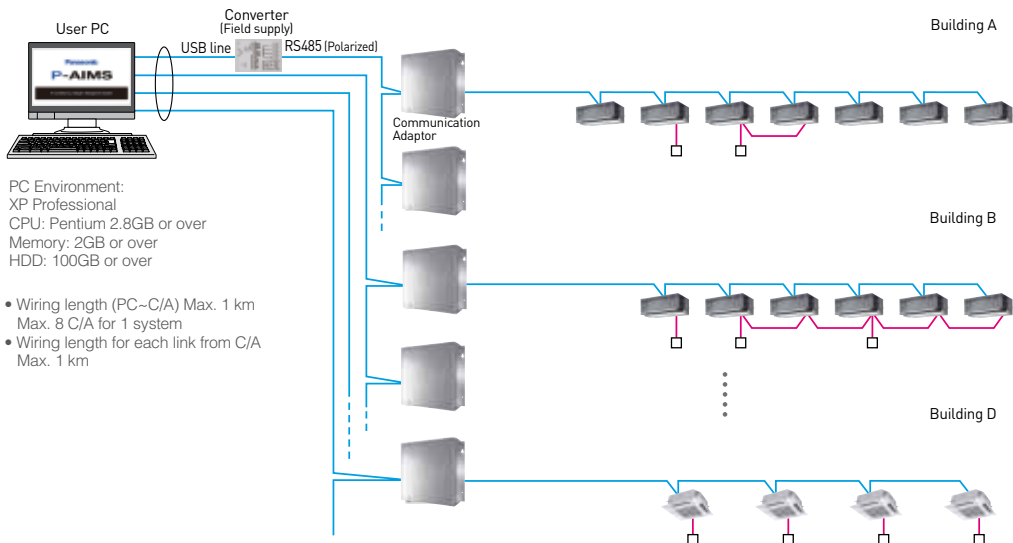 User PC
Converter
(Field supply)
USB line
RS485 (Polarized)
Building A
Panasonic
P-AIMS
Communication
Adaptor
PC Environment:
XP Professional
CPU: Pentium 2.8GB or over
Memory: 2GB or over
HDD: 100GB or over
Building B
• Wiring length (PC~C/A) Max. 1 km
Max. 8 C/A for 1 system
• Wiring length for each link from C/A
Max. 1 km
Building D